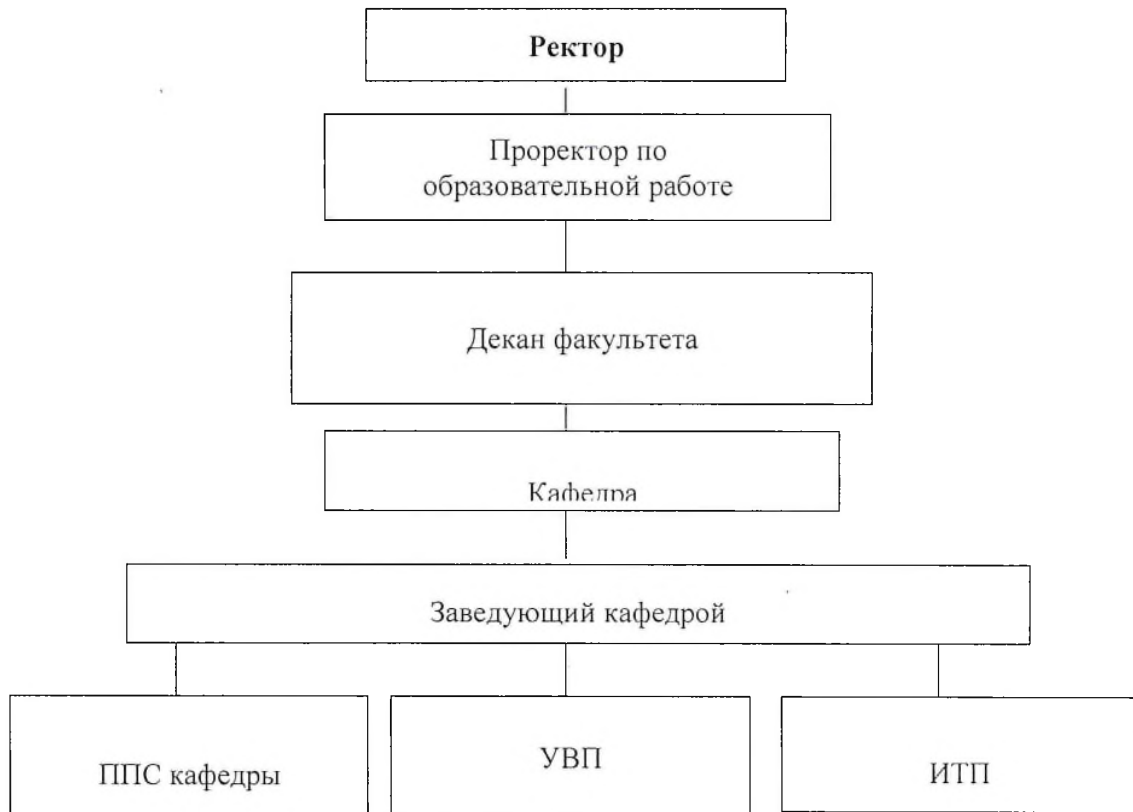 Ректор
Проректор по
образовательной работе
Декан факультета
Кафедра
Заведующий кафедрой
ППС кафедры
УВП
ИТП